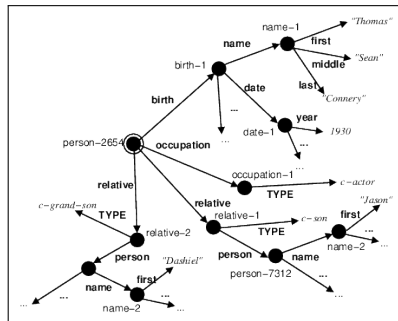 name-1
"Thomas"
name
first
middle
"Sean"
birth-1
last
"Connery"
birth
date
...
year
1930
person-2654
occupation
date-1
...
...
...
occupation-1
c-actor
TYPE
relative
relative
c-grand-son
"Jason"
TYPE
relative-1
c-son
first
relative-2
TYPE
person
person
name
name-2
...
...
"Dashiel"
first
person-7312
...
name
...
...
...
...
name-2
...